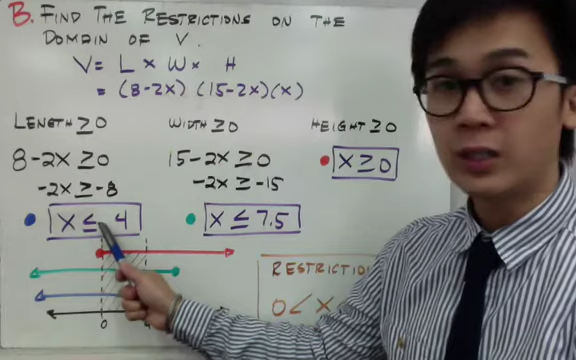 B. FIND THE RESTRICTIONS ON THE
DOMAIN OF V.
V = L × W × H
= (8-2x) (15-2x)(x)
LENGTH ≥ 0
8-2x ≥ 0
-2x ≥ -8
x ≤ 4
WIDTH ≥ 0
15-2x ≥ 0
-2x ≥ -15
x ≤ 7.5
HEIGHT ≥ 0
x ≥ 0
0
RESTRICTIO
0 < x